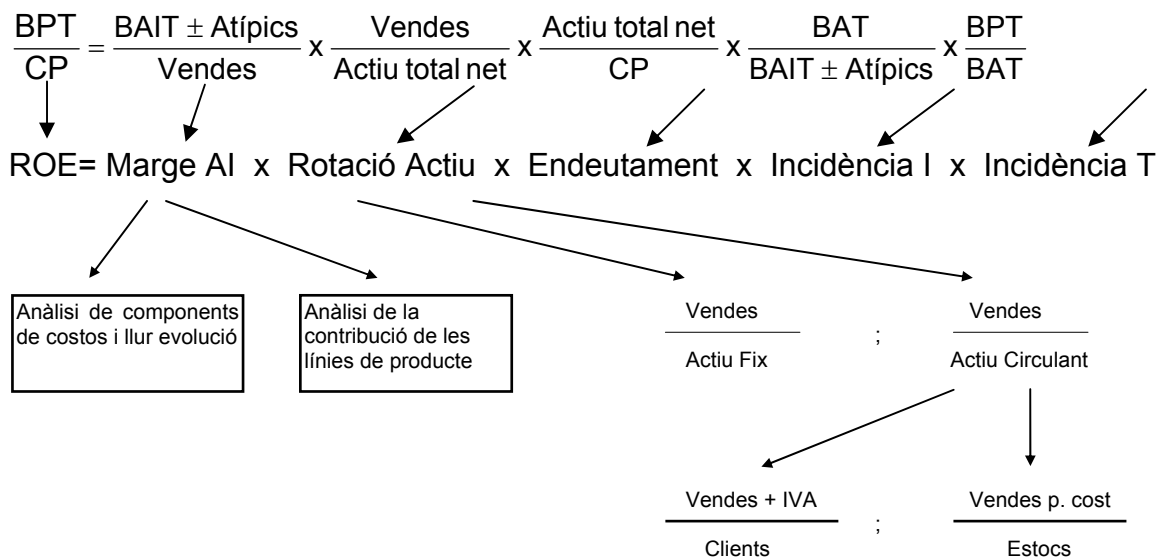 BPT/CP = BAIT ± Atípics/Vendes x Vendes/Actiu total net x Actiu total net/CP x BAT/BAIT ± Atípics x BPT/BAT
ROE= Marge AI x Rotació Actiu x Endeutament x Incidència I x Incidència T
Anàlisi de components
de costos i llur evolució
Anàlisi de la
contribució de les
línies de producte
Vendes
Actiu Fix
;
Vendes
Actiu Circulant
Vendes + IVA
Clients
;
Vendes p. cost
Estocs